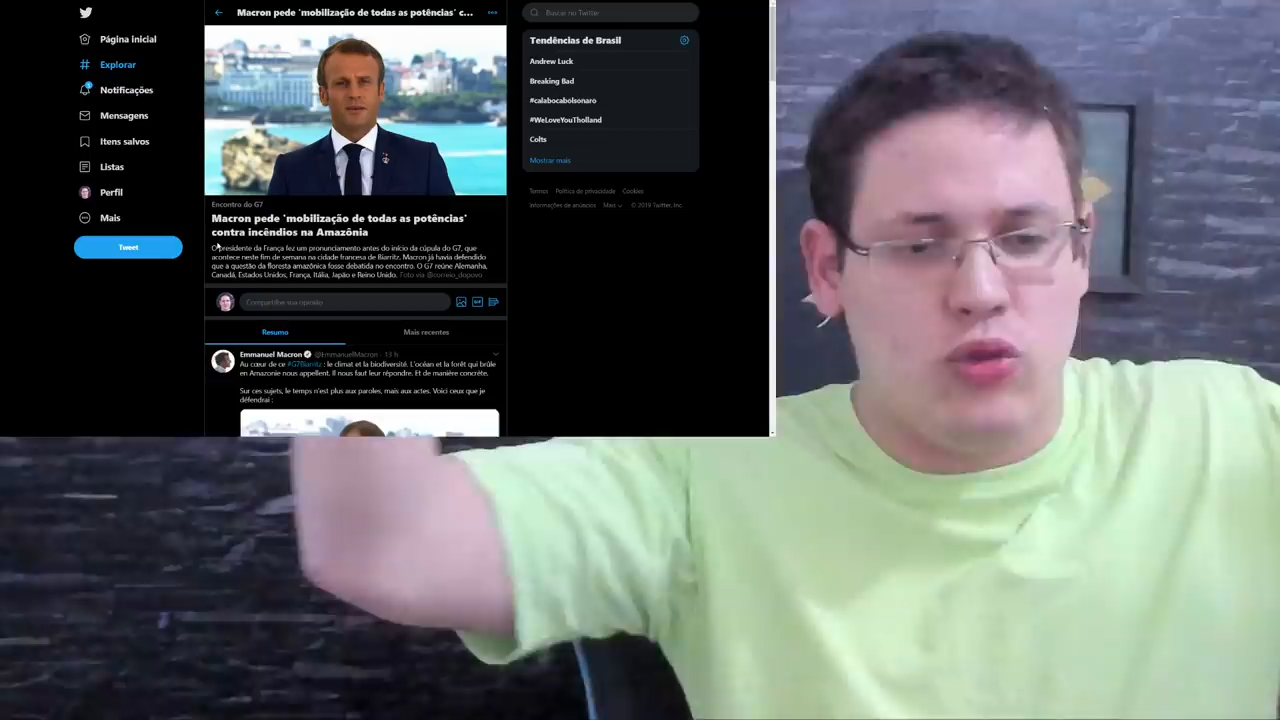 Página inicial
Explorar
Notificações
Mensagens
Itens salvos
Listas
Perfil
Mais
Tweet
Macron pede 'mobilização de todas as potências' c...
Encontro do G7
Macron pede 'mobilização de todas as potências'
contra incêndios na Amazônia
O presidente da França fez um pronunciamento antes do início da cúpula do G7, que
acontece neste fim de semana na cidade francesa de Biarritz. Macron já havia defendido
que a questão da floresta amazônica fosse debatida no encontro. O G7 reúne Alemanha,
Canadá, Estados Unidos, França, Itália, Japão e Reino Unido. Foto via @correio_dopovo
Compartilhe sua opinião
Resumo
Mais recentes
Emmanuel Macron @EmmanuelMacron · 13 h
Au cœur de ce #G7Biarritz : le climat et la biodiversité. L'océan et la forêt qui brûle
en Amazonie nous appellent. Il nous faut leur répondre. Et de manière concrète.
Sur ces sujets, le temps n'est plus aux paroles, mais aux actes. Voici ceux que je
défendrai :
Buscar no Twitter
Tendências de Brasil
Andrew Luck
Breaking Bad
#calabocabolsonaro
#WeLoveYouTholland
Colts
Mostrar mais
Termos Política de privacidade Cookies
Informações de anúncios Mais © 2019 Twitter, Inc.